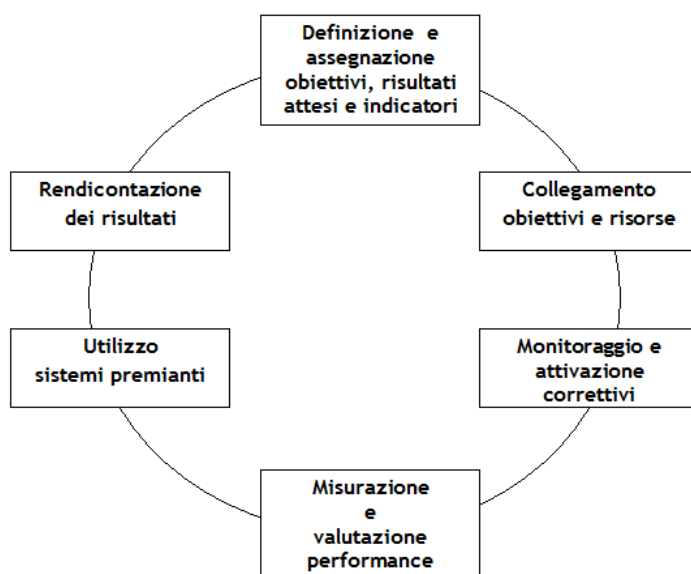 Definizione e
assegnazione
obiettivi, risultati
attesi e indicatori
Collegamento
obiettivi e risorse
Monitoraggio e
attivazione
correttivi
Misurazione
e
valutazione
performance
Utilizzo
sistemi premianti
Rendicontazione
dei risultati